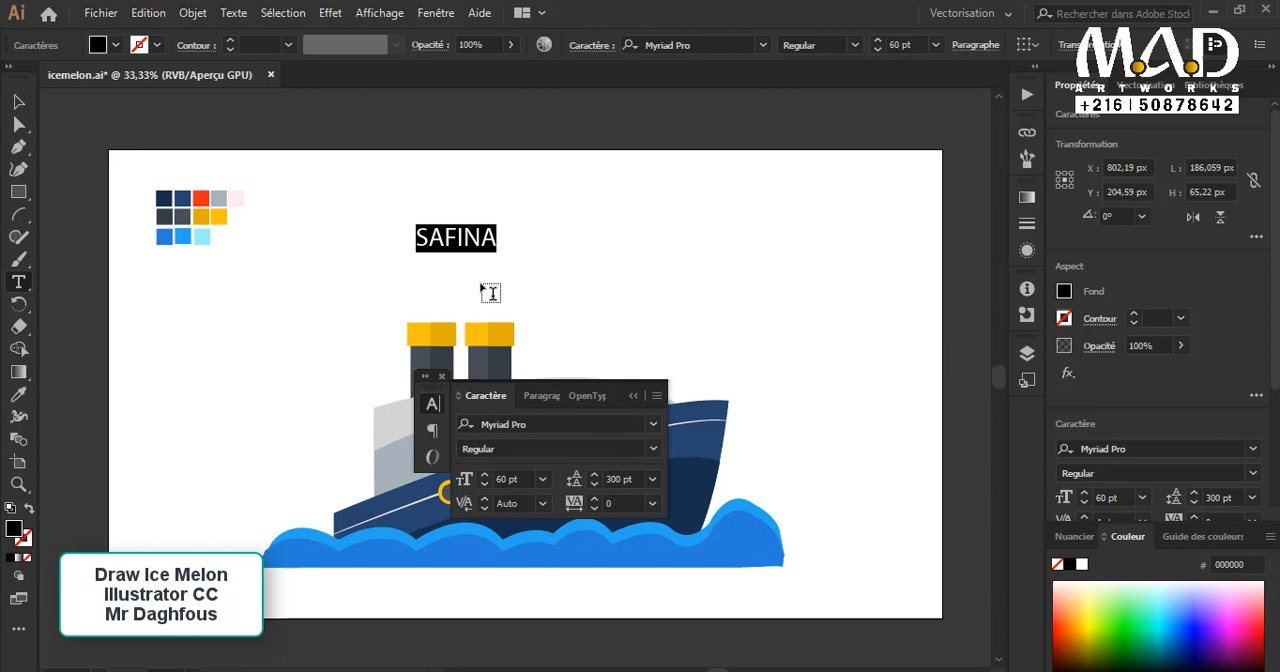 Ai
Fichier Edition Objet Texte Sélection Effet Affichage Fenêtre Aide
Vectorisation
Rechercher dans Adobe Stock
Caractères
Contour :
Opacité : 100%
Caractère : Myriad Pro
Regular
60 pt
Paragraphe
MAD
ARTWORKS
+216 | 50878642
icemelon.ai* @ 33,33% (RVB/Aperçu GPU)
Propriétés
Caractères
Transformation
X : 802,19 px
L : 186,059 px
Y : 204,59 px
H : 65,22 px
0°
SAFINA
Aspect
Fond
Contour
Opacité 100%
fx.
Caractère Paragrap OpenTyp
Myriad Pro
Regular
60 pt
300 pt
Auto
0
Caractère
Myriad Pro
Regular
60 pt
300 pt
Nuancier Couleur Guide des couleurs
# 000000
Draw Ice Melon
Illustrator CC
Mr Daghfous